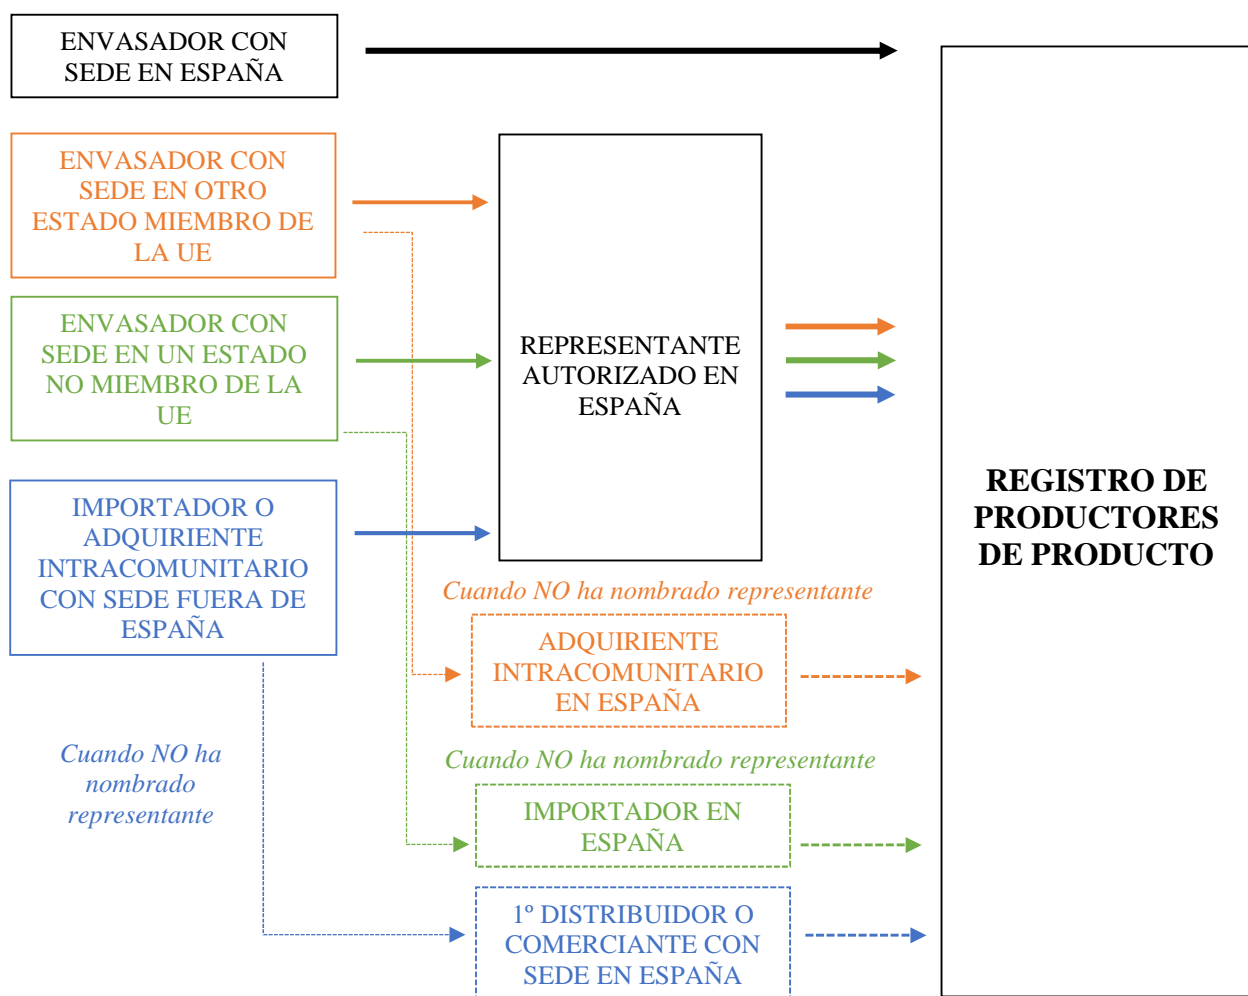 ENVASADOR CON
SEDE EN ESPAÑA
ENVASADOR CON
SEDE EN OTRO
ESTADO MIEMBRO DE
LA UE
ENVASADOR CON
SEDE EN UN ESTADO
NO MIEMBRO DE LA
UE
IMPORTADOR O
ADQUIRIENTE
INTRACOMUNITARIO
CON SEDE FUERA DE
ESPAÑA
Cuando NO ha
nombrado
representante
REPRESENTANTE
AUTORIZADO EN
ESPAÑA
Cuando NO ha nombrado representante
ADQUIRIENTE
INTRACOMUNITARIO
EN ESPAÑA
Cuando NO ha nombrado representante
IMPORTADOR EN
ESPAÑA
1º DISTRIBUIDOR O
COMERCIANTE CON
SEDE EN ESPAÑA
REGISTRO DE
PRODUCTORES
DE PRODUCTO